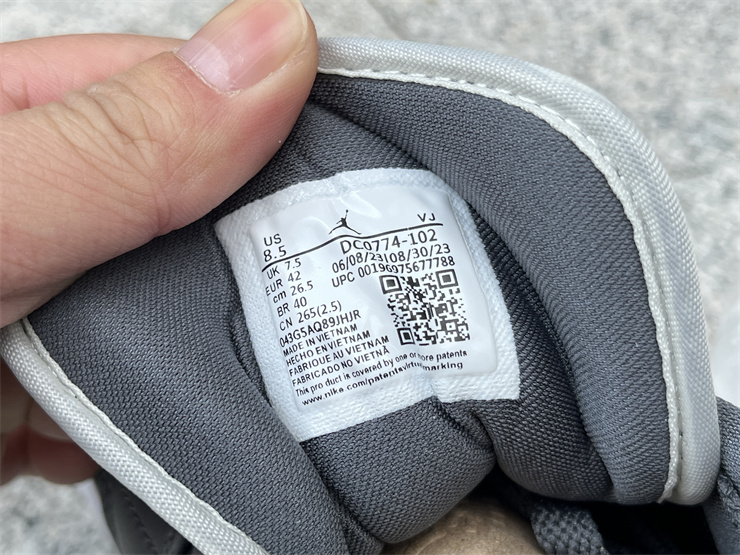 VJ
US
8.5
DC0774-102
UK 7.5
06/08/23|08/30/23
EUR 42
UPC 00196975677788
cm 26.5
BR 40
CN 265(2.5)
043G5AQ89JHJR
MADE IN VIETNAM
HECHO EN VIETNAM
FABRIQUE AU VIETNAM
FABRICADO NO VIETNÃ
This product is covered by one or more patents
www.nike.com/patentsvirtualmarking